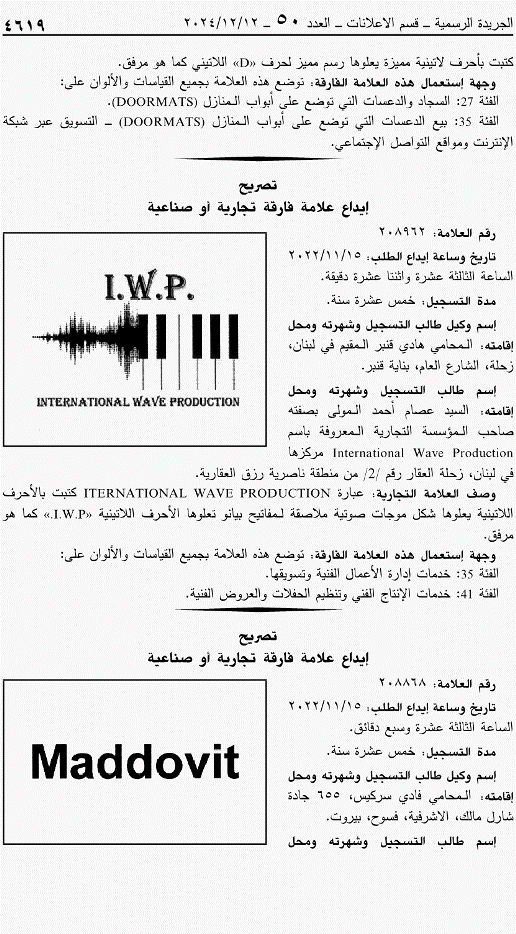 الجريدة الرسمية – قسم الاعلانات – العدد ٥٠ – ٢٠٢٤/١٢/١٢
٤٦١٩
كتبت بأحرف لاتينية مميزة يعلوها رسم مميز لحرف «D» اللاتيني كما هو مرفق.
وجهة إستعمال هذه العلامة الفارقة: توضع هذه العلامة بجميع القياسات والألوان على:
الفئة 27: السجاد والدعسات التي توضع على أبواب المنازل (DOORMATS).
الفئة 35: بيع الدعسات التي توضع على أبواب المنازل (DOORMATS) – التسويق عبر شبكة
الإنترنت ومواقع التواصل الإجتماعي.
تصريح
إيداع علامة فارقة تجارية أو صناعية
رقم العلامة: ٢٠٨٩٦٢
تاريخ وساعة إيداع الطلب: ٢٠٢٢/١١/١٥
الساعة الثالثة عشرة واثنتا عشرة دقيقة.
مدة التسجيل: خمس عشرة سنة.
إسم وكيل طالب التسجيل وشهرته ومحل
إقامته: المحامي هادي قنبر المقيم في لبنان،
زحلة، الشارع العام، بناية قنبر.
إسم طالب التسجيل وشهرته ومحل
إقامته: السيد عصام أحمد المولى بصفته
صاحب المؤسسة التجارية المعروفة باسم
International Wave Production مركزها
في لبنان، زحلة العقار رقم /2/ من منطقة ناصرية رزق العقارية.
I.W.P.
INTERNATIONAL WAVE PRODUCTION
وصف العلامة التجارية: عبارة ITERNATIONAL WAVE PRODUCTION كتبت بالأحرف
اللاتينية يعلوها شكل موجات صوتية ملاصقة لمفاتيح بيانو تعلوها الأحرف اللاتينية «I.W.P.» كما هو
مرفق.
وجهة إستعمال هذه العلامة الفارقة: توضع هذه العلامة بجميع القياسات والألوان على:
الفئة 35: خدمات إدارة الأعمال الفنية وتسويقها.
الفئة 41: خدمات الإنتاج الفني وتنظيم الحفلات والعروض الفنية.
تصريح
إيداع علامة فارقة تجارية أو صناعية
رقم العلامة: ٢٠٨٨٦٨
تاريخ وساعة إيداع الطلب: ٢٠٢٢/١١/١٥
الساعة الثالثة عشرة وسبع دقائق.
مدة التسجيل: خمس عشرة سنة.
إسم وكيل طالب التسجيل وشهرته ومحل
إقامته: المحامي فادي سركيس، ٦٥٥ جادة
شارل مالك، الاشرفية، فسوح، بيروت.
إسم طالب التسجيل وشهرته ومحل
Maddovit